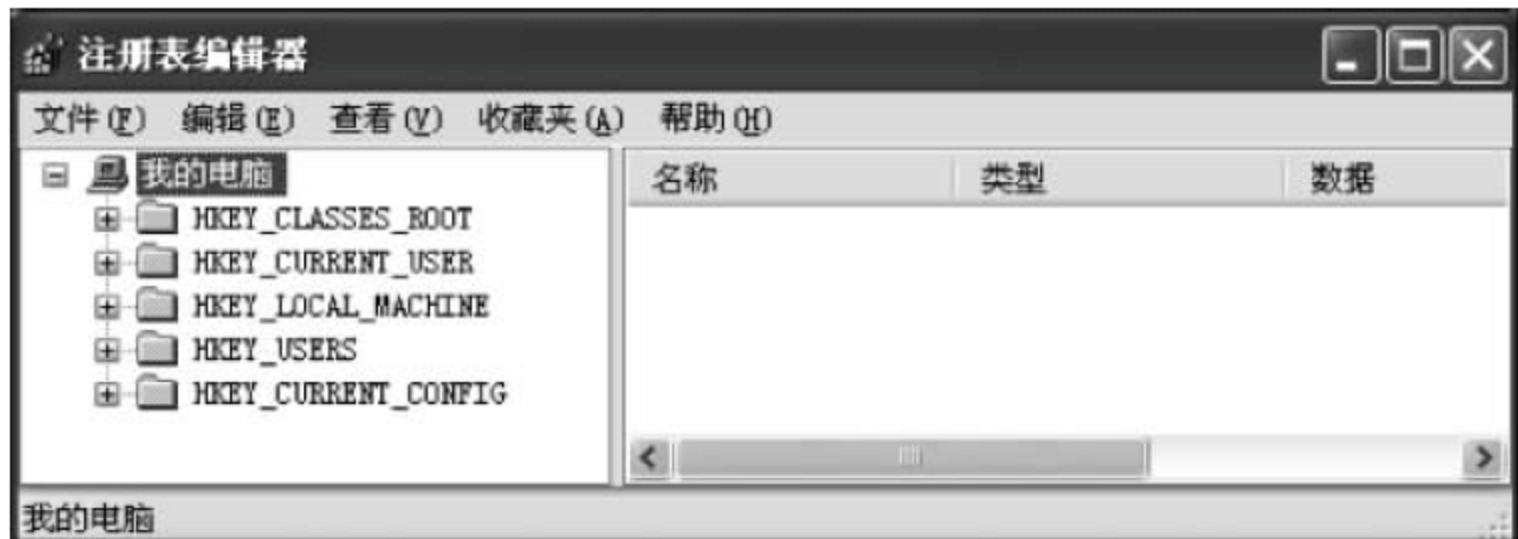 注册表编辑器
文件(F) 编辑(E) 查看(V) 收藏夹(A) 帮助(H)
我的电脑
HKEY_CLASSES_ROOT
HKEY_CURRENT_USER
HKEY_LOCAL_MACHINE
HKEY_USERS
HKEY_CURRENT_CONFIG
名称 类型 数据
我的电脑